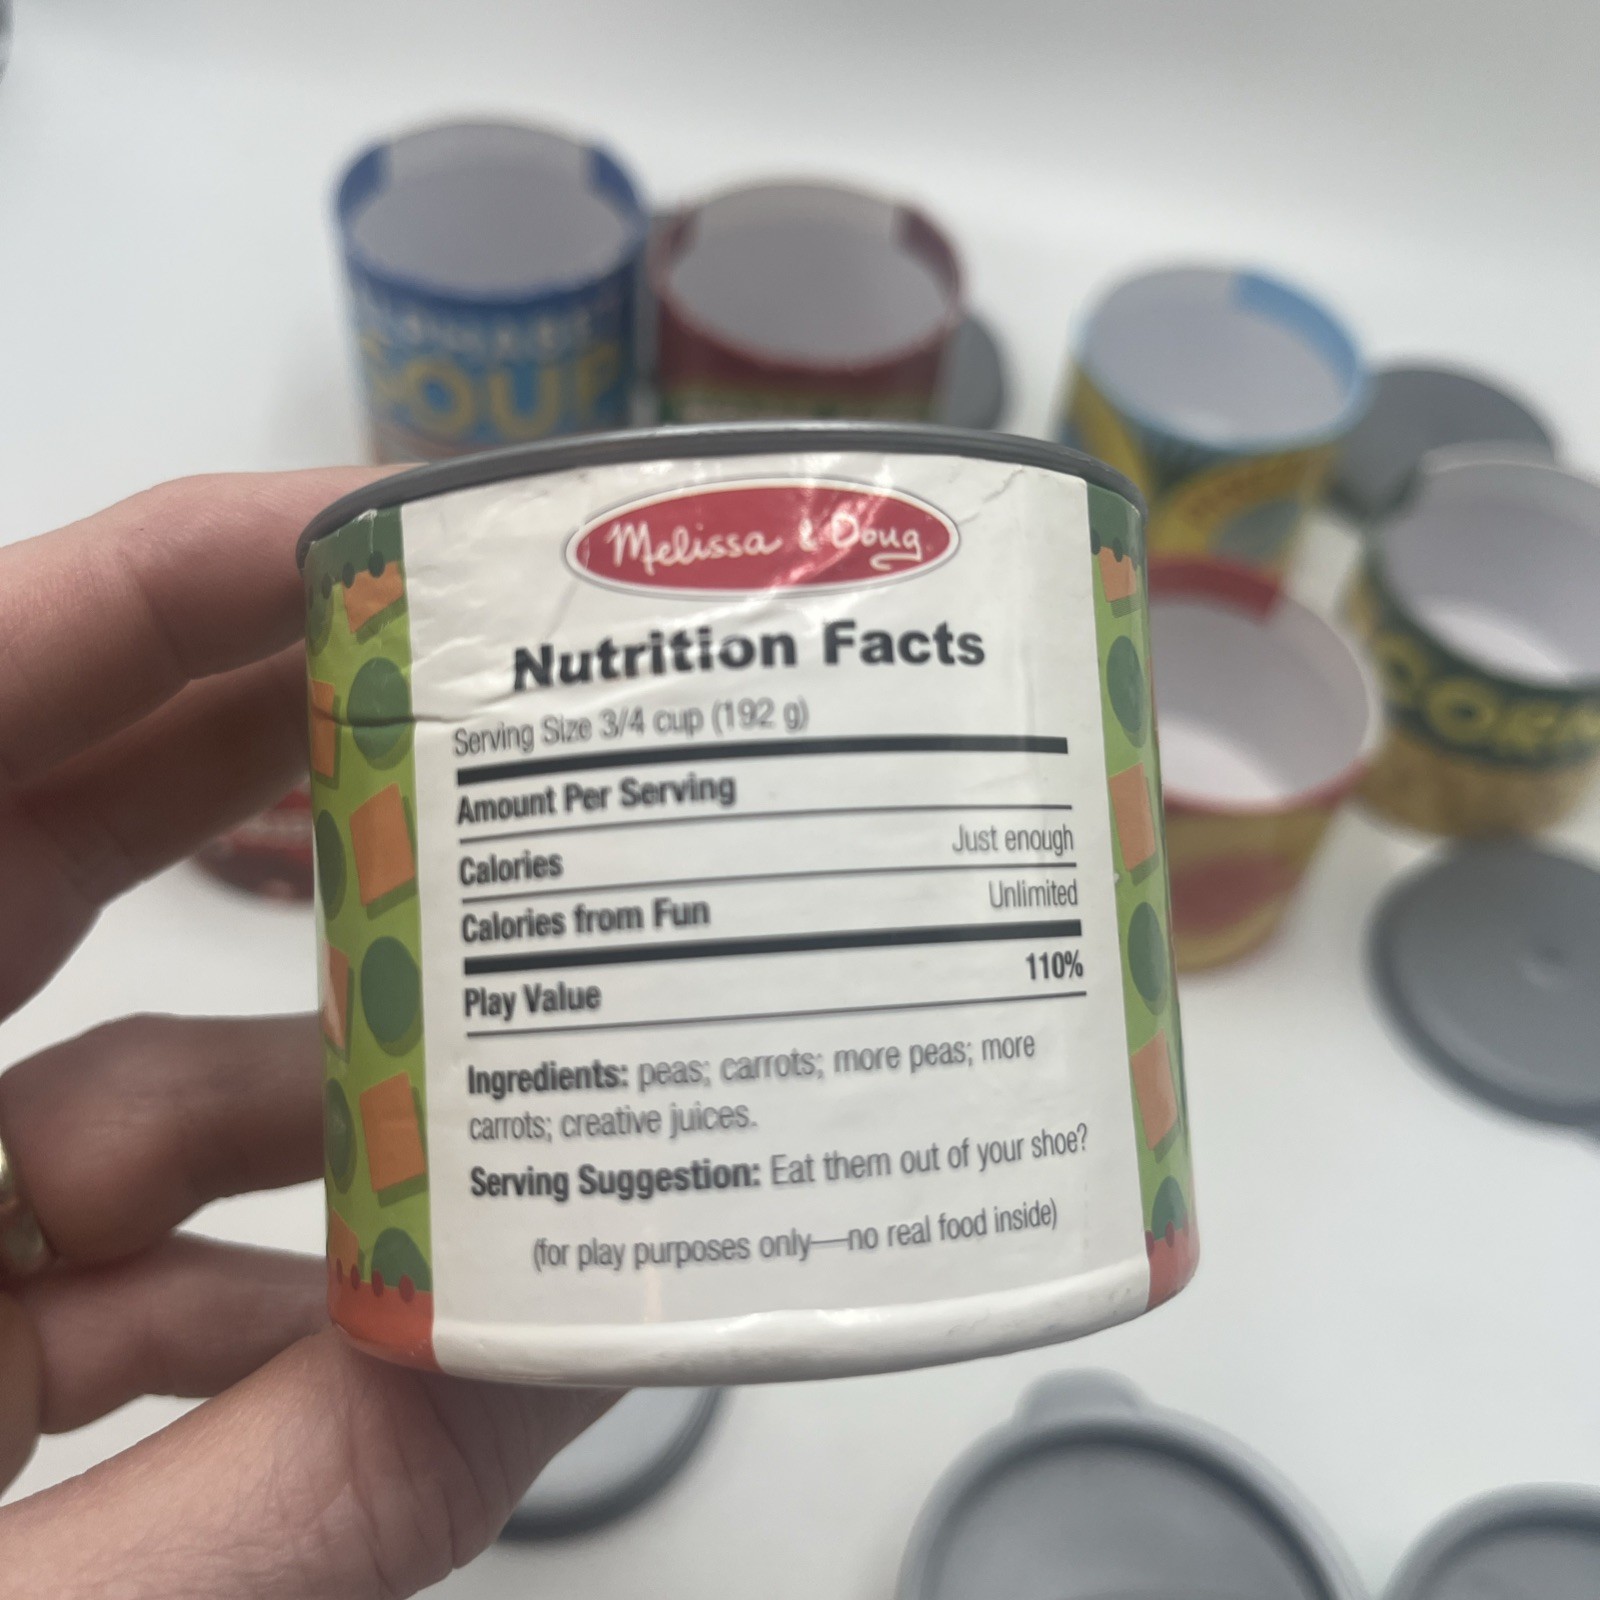 SOUP
Melissa & Doug
Nutrition Facts
Serving Size 3/4 cup (192 g)
Amount Per Serving
Calories Just enough
Calories from Fun Unlimited
Play Value 110%
Ingredients: peas; carrots; more peas; more
carrots; creative juices.
Serving Suggestion: Eat them out of your shoe?
(for play purposes only—no real food inside)
CORN